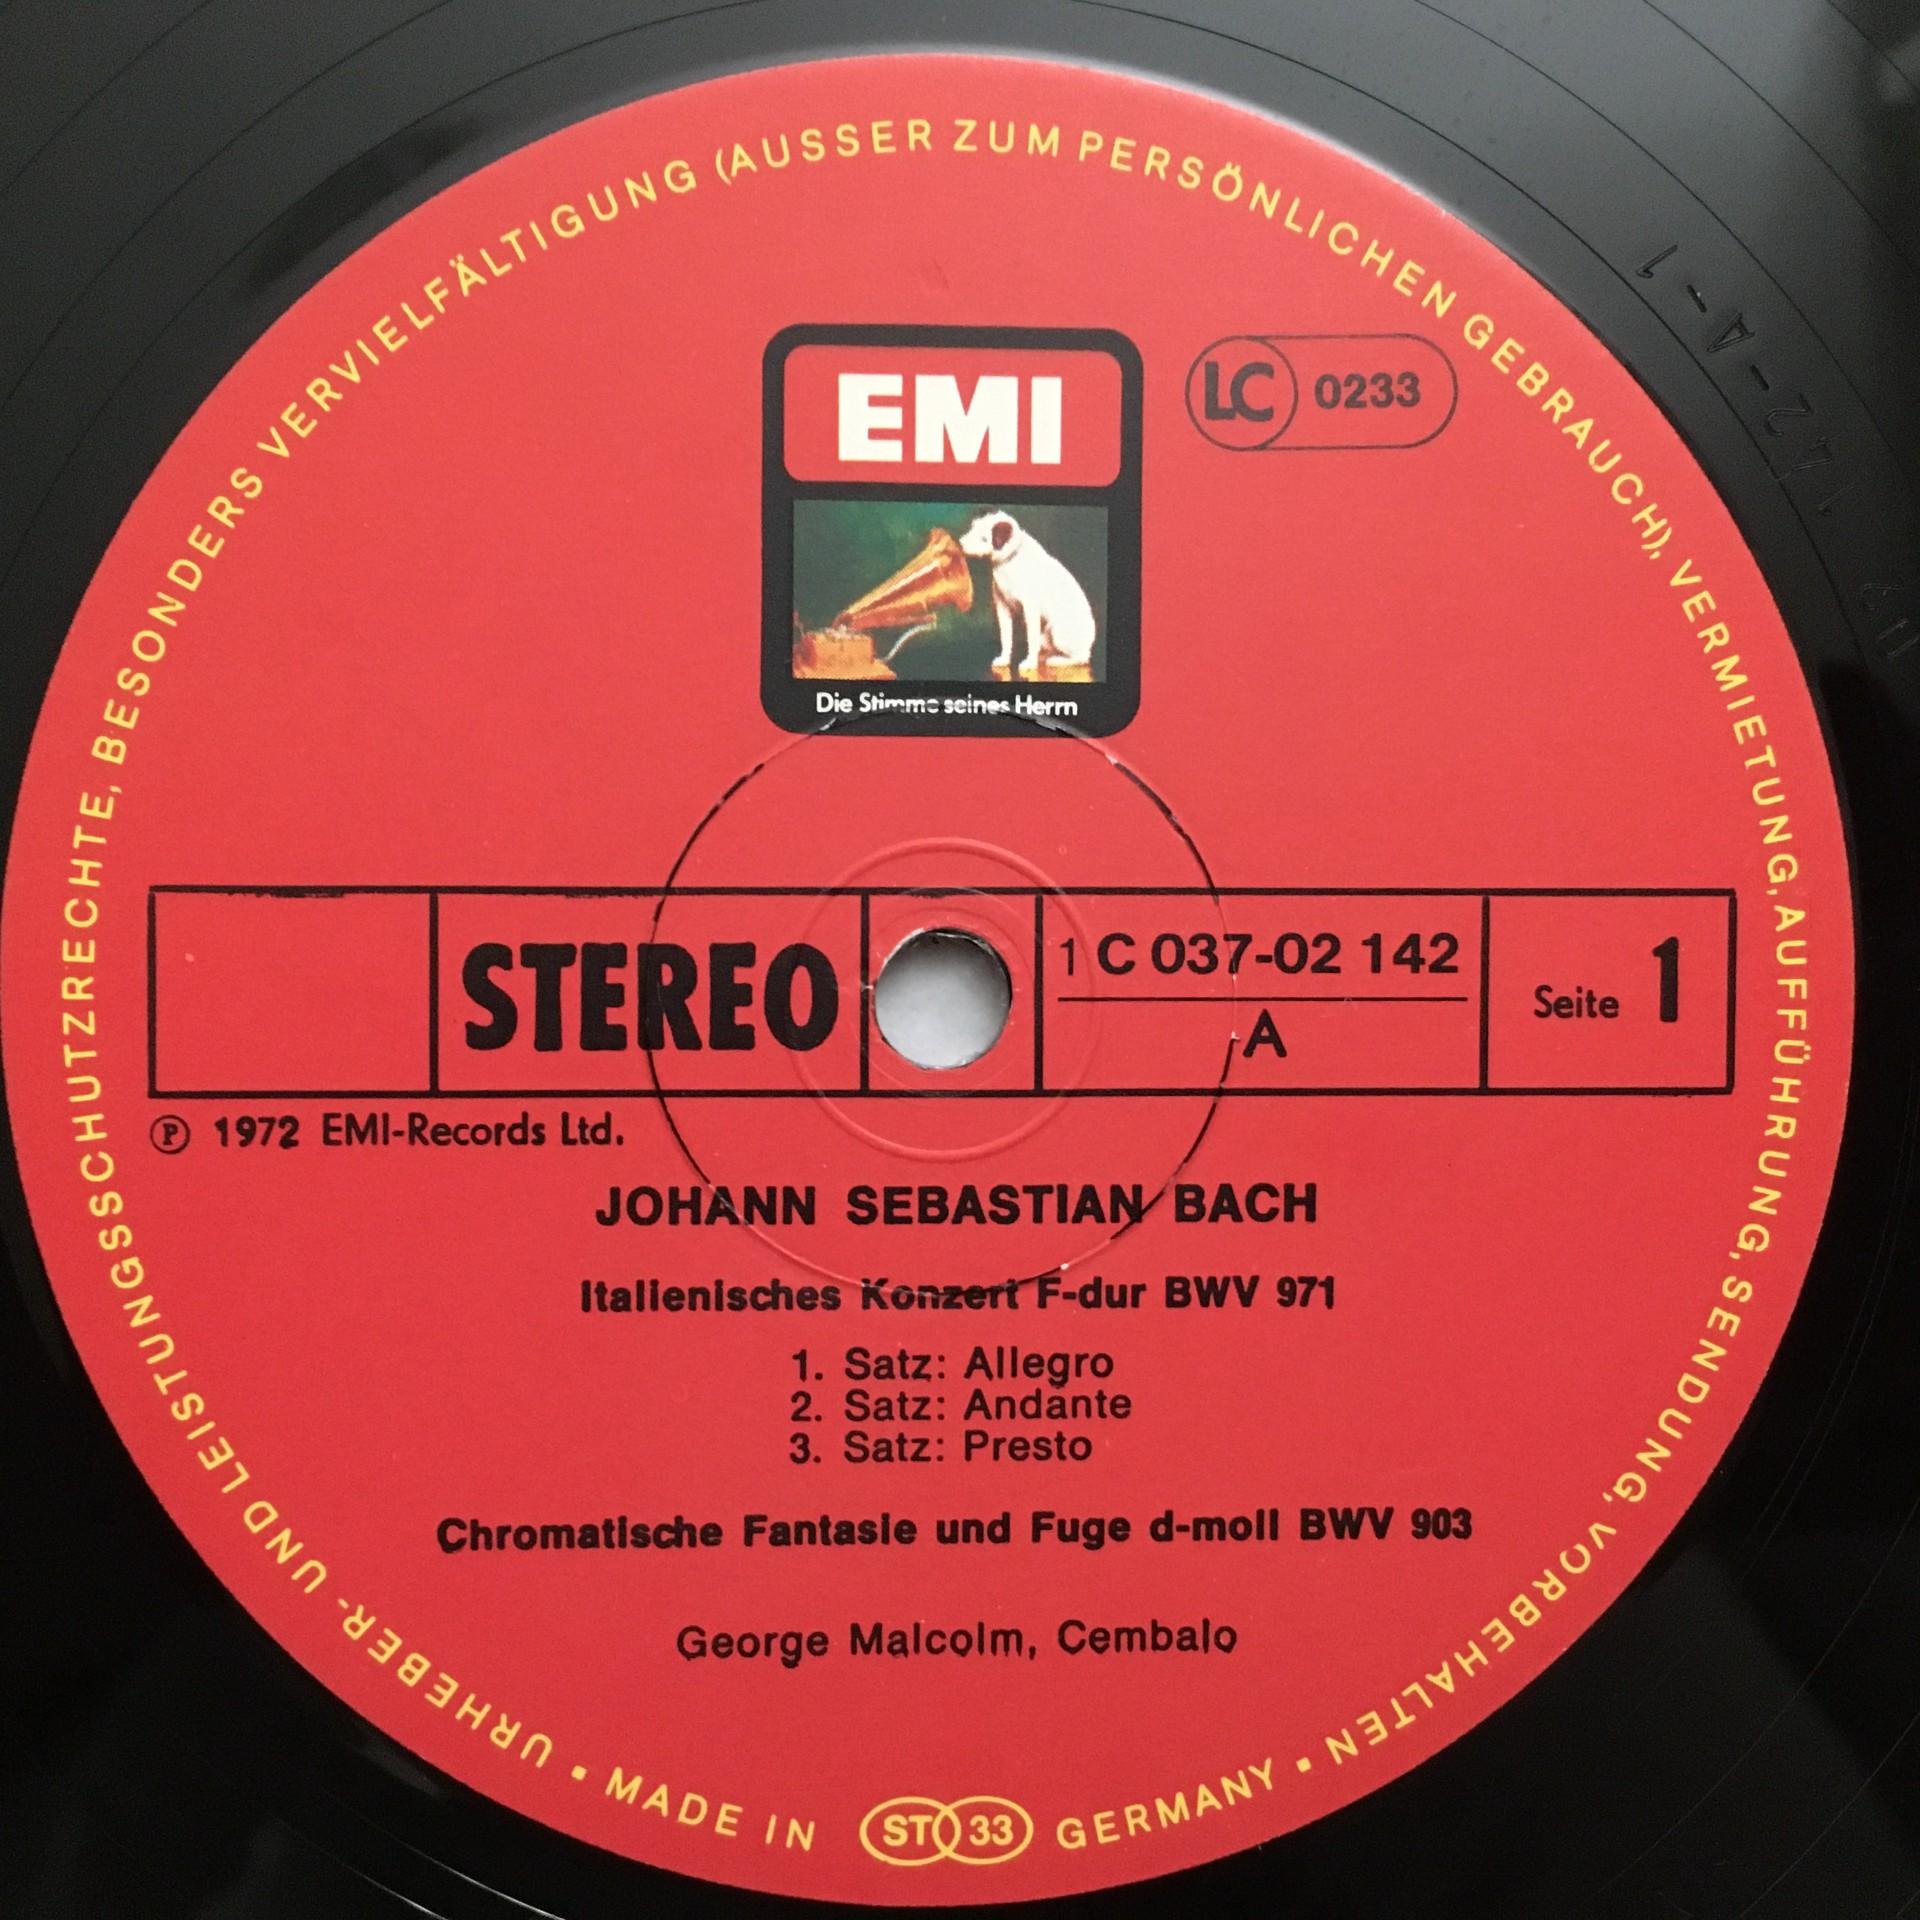 URHEBER- UND LEISTUNGSSCHUTZRECHTE, BESONDERS VERVIELFÄLTIGUNG (AUSSER ZUM PERSÖNLICHEN GEBRAUCH), VERMIETUNG, AUFFÜHRUNG, SENDUNG, VORBEHALTEN
EMI
LC 0233
Die Stimme seines Herrn
STEREO
1 C 037-02 142
A
Seite 1
Ⓟ 1972 EMI-Records Ltd.
JOHANN SEBASTIAN BACH
Italienisches Konzert F-dur BWV 971
1. Satz: Allegro
2. Satz: Andante
3. Satz: Presto
Chromatische Fantasie und Fuge d-moll BWV 903
George Malcolm, Cembalo
▪ MADE IN ST 33 GERMANY ▪
142-A-1